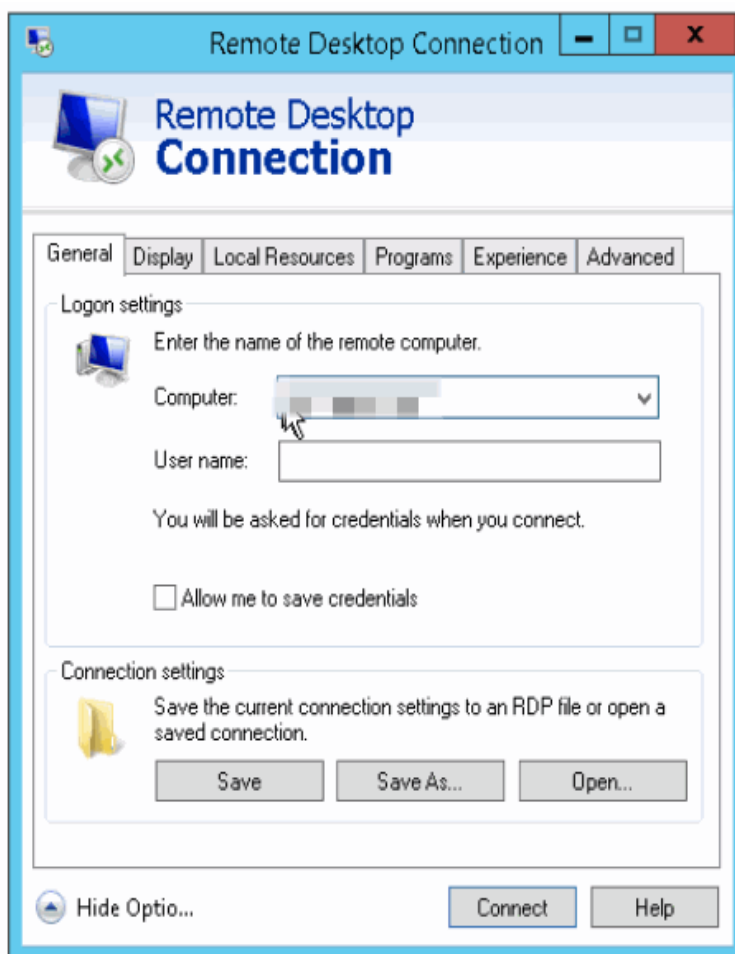 Remote Desktop Connection
Remote Desktop
Connection
General Display Local Resources Programs Experience Advanced
Logon settings
Enter the name of the remote computer.
Computer:
User name:
You will be asked for credentials when you connect.
Allow me to save credentials
Connection settings
Save the current connection settings to an RDP file or open a
saved connection.
Save Save As... Open...
Hide Optio... Connect Help